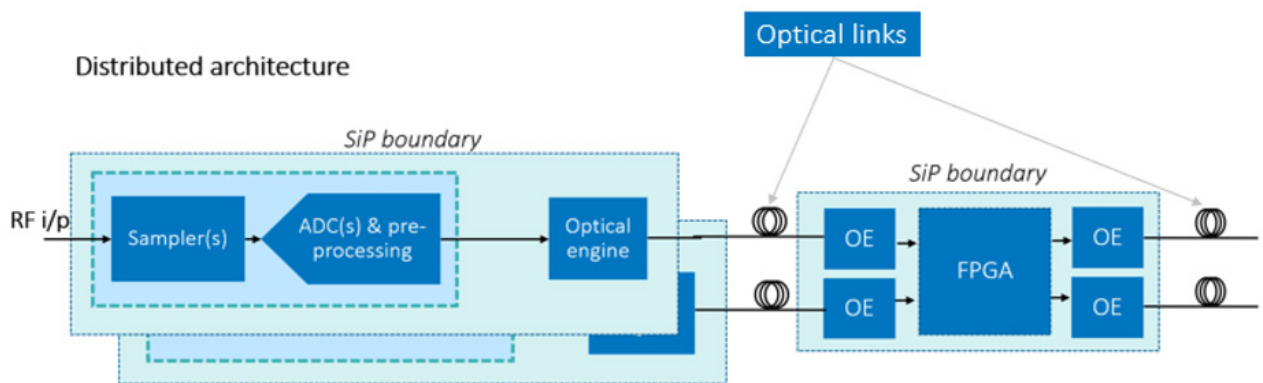 Optical links
Distributed architecture
SiP boundary
SiP boundary
RF i/p
Sampler(s)
ADC(s) & pre-
processing
Optical
engine
OE
FPGA
OE
OE
OE